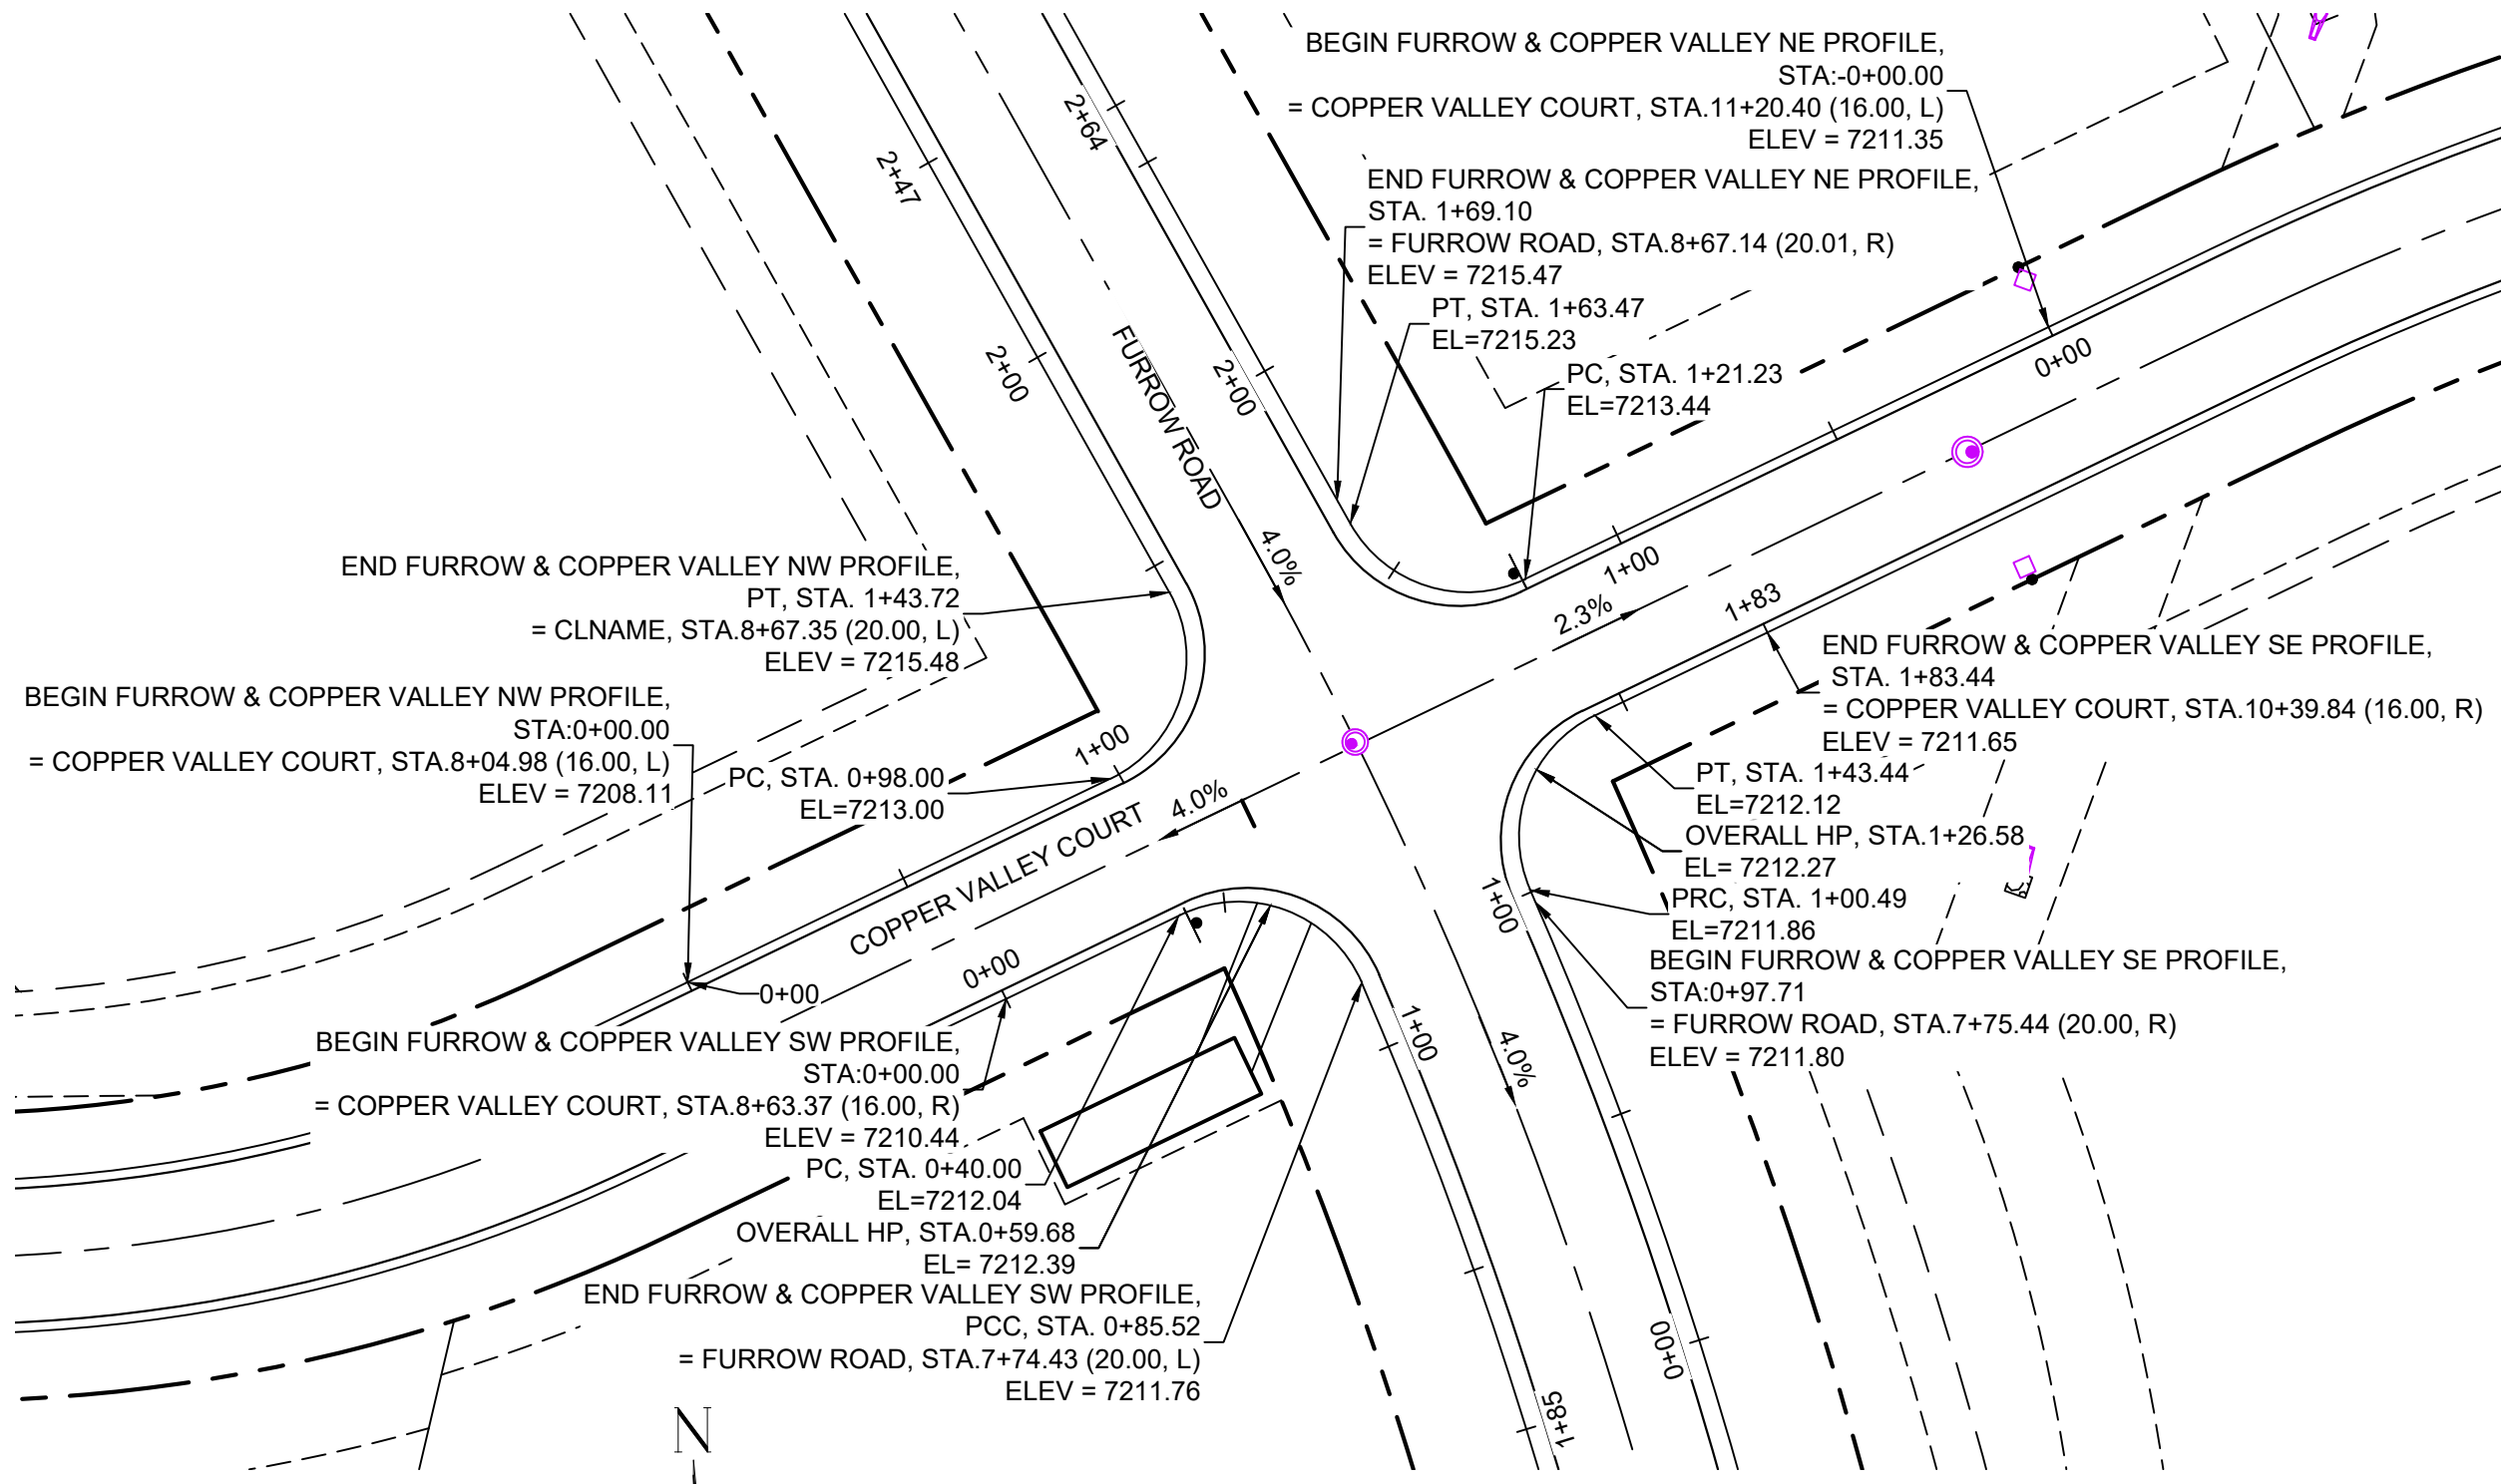 BEGIN FURROW & COPPER VALLEY NE PROFILE,
STA:-0+00.00
= COPPER VALLEY COURT, STA.11+20.40 (16.00, L)
ELEV = 7211.35
END FURROW & COPPER VALLEY NE PROFILE,
STA. 1+69.10
= FURROW ROAD, STA.8+67.14 (20.01, R)
ELEV = 7215.47
PT, STA. 1+63.47
EL=7215.23
PC, STA. 1+21.23
EL=7213.44
2+64
2+47
2+00
2+00
0+00
FURROW ROAD
4.0%
1+00
2.3%
1+83
END FURROW & COPPER VALLEY NW PROFILE,
PT, STA. 1+43.72
= CLNAME, STA.8+67.35 (20.00, L)
ELEV = 7215.48
BEGIN FURROW & COPPER VALLEY NW PROFILE,
STA:0+00.00
= COPPER VALLEY COURT, STA.8+04.98 (16.00, L)
ELEV = 7208.11
1+00
PC, STA. 0+98.00
EL=7213.00
4.0%
COPPER VALLEY COURT
END FURROW & COPPER VALLEY SE PROFILE,
STA. 1+83.44
= COPPER VALLEY COURT, STA.10+39.84 (16.00, R)
ELEV = 7211.65
PT, STA. 1+43.44
EL=7212.12
OVERALL HP, STA.1+26.58
EL= 7212.27
PRC, STA. 1+00.49
EL=7211.86
BEGIN FURROW & COPPER VALLEY SE PROFILE,
STA:0+97.71
= FURROW ROAD, STA.7+75.44 (20.00, R)
ELEV = 7211.80
1+00
0+00
0+00
BEGIN FURROW & COPPER VALLEY SW PROFILE,
STA:0+00.00
= COPPER VALLEY COURT, STA.8+63.37 (16.00, R)
ELEV = 7210.44
PC, STA. 0+40.00
EL=7212.04
OVERALL HP, STA.0+59.68
EL= 7212.39
END FURROW & COPPER VALLEY SW PROFILE,
PCC, STA. 0+85.52
= FURROW ROAD, STA.7+74.43 (20.00, L)
ELEV = 7211.76
1+00
4.0%
0+00
1+85
N